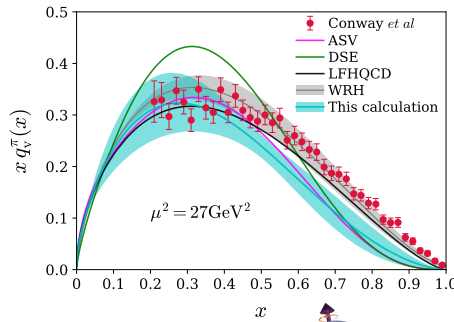 0.5
0.4
0.3
0.2
0.1
0.0
x q_v^π(x)
Conway et al
ASV
DSE
LFHQCD
WRH
This calculation
μ² = 27GeV²
0 0.1 0.2 0.3 0.4 0.5 0.6 0.7 0.8 0.9 1.0
x